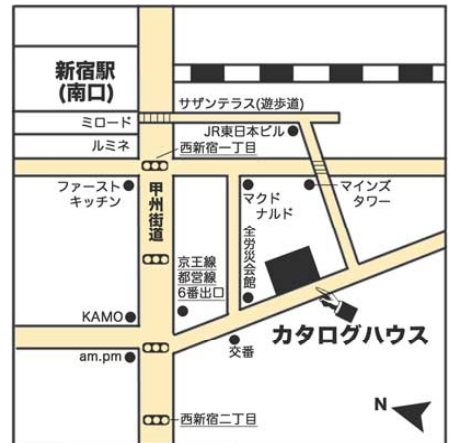 新宿駅
(南口)
サザンテラス(遊歩道)
ミロード
JR東日本ビル
ルミネ
西新宿一丁目
ファースト
キッチン
甲州街道
マクド
ナルド
マインズ
タワー
全労災会館
京王線
都営線
6番出口
KAMO
カタログハウス
交番
am.pm
N
西新宿二丁目